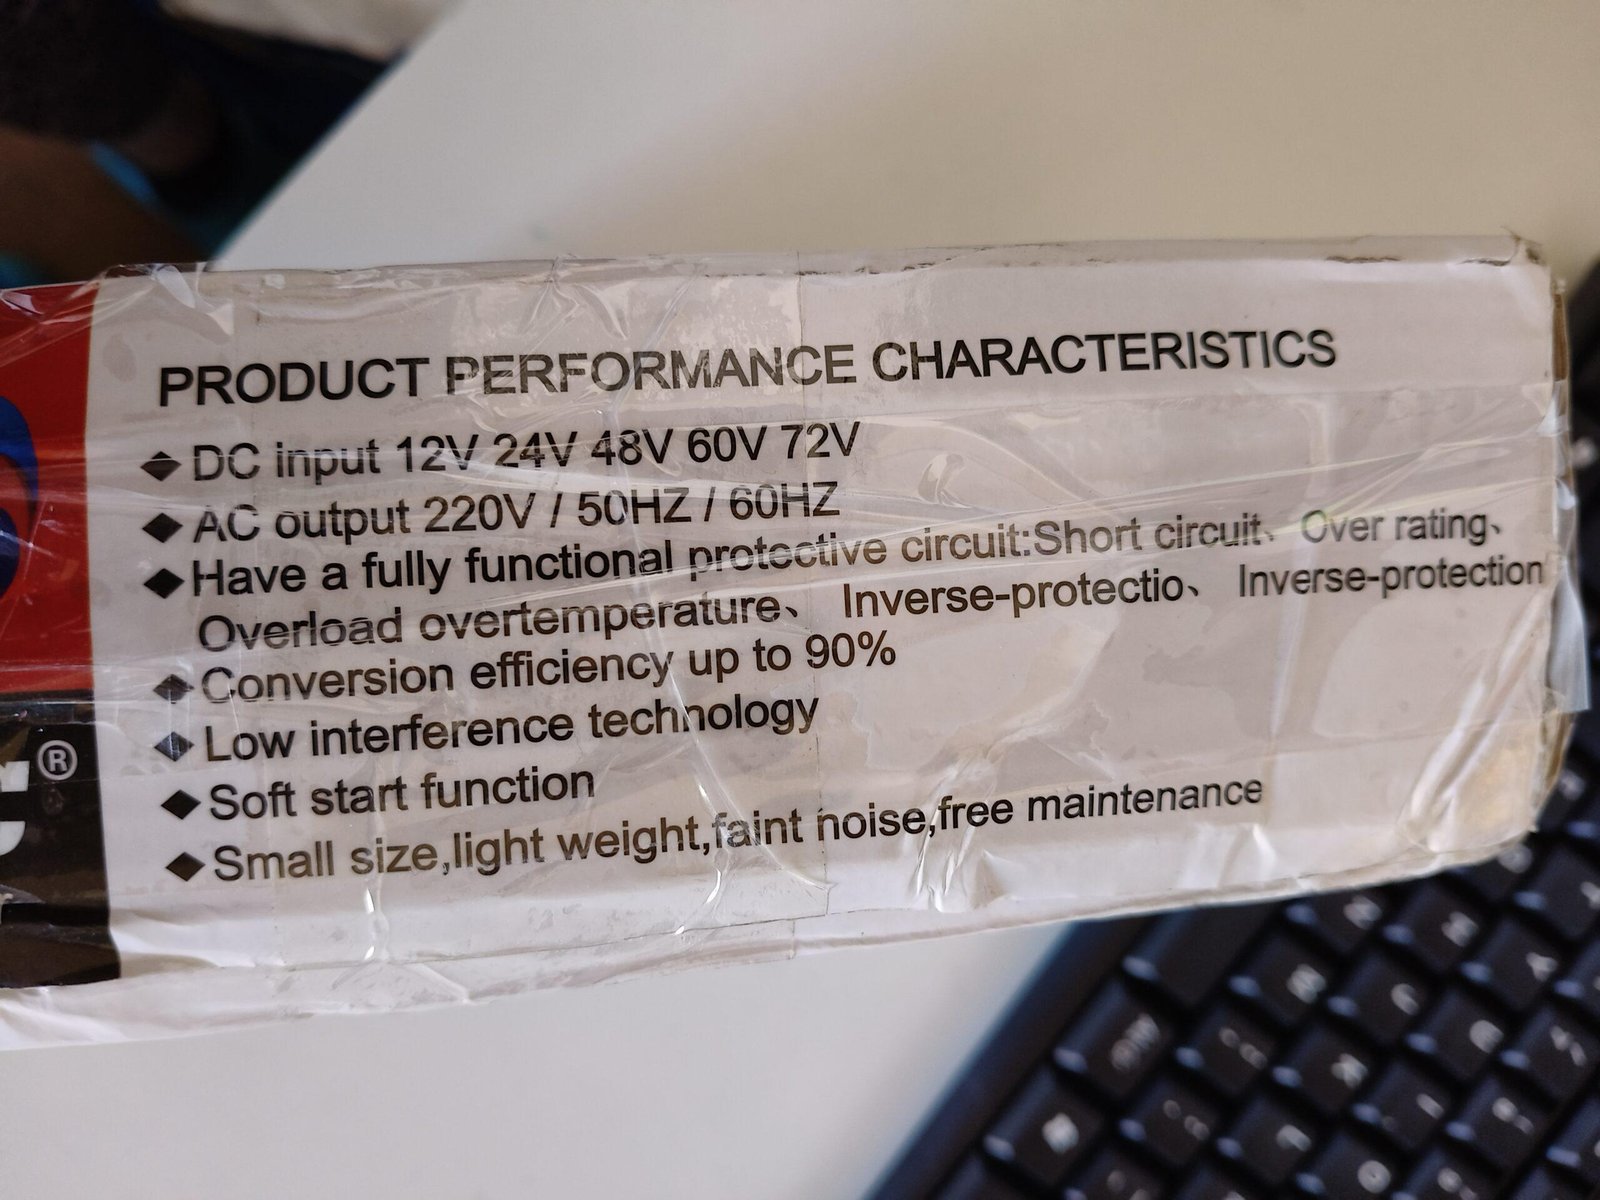 PRODUCT PERFORMANCE CHARACTERISTICS
◆DC input 12V 24V 48V 60V 72V
◆AC output 220V / 50HZ / 60HZ
◆Have a fully functional protective circuit:Short circuit、 Over rating、
Overload overtemperature、 Inverse-protectio、 Inverse-protection
◆Conversion efficiency up to 90%
◆Low interference technology
◆Soft start function
◆Small size,light weight,faint noise,free maintenance
®